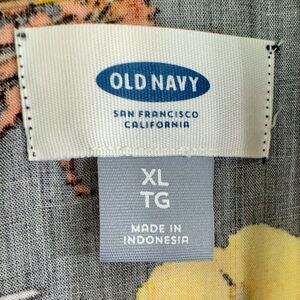 OLD NAVY
SAN FRANCISCO
CALIFORNIA
XL
TG
MADE IN
INDONESIA